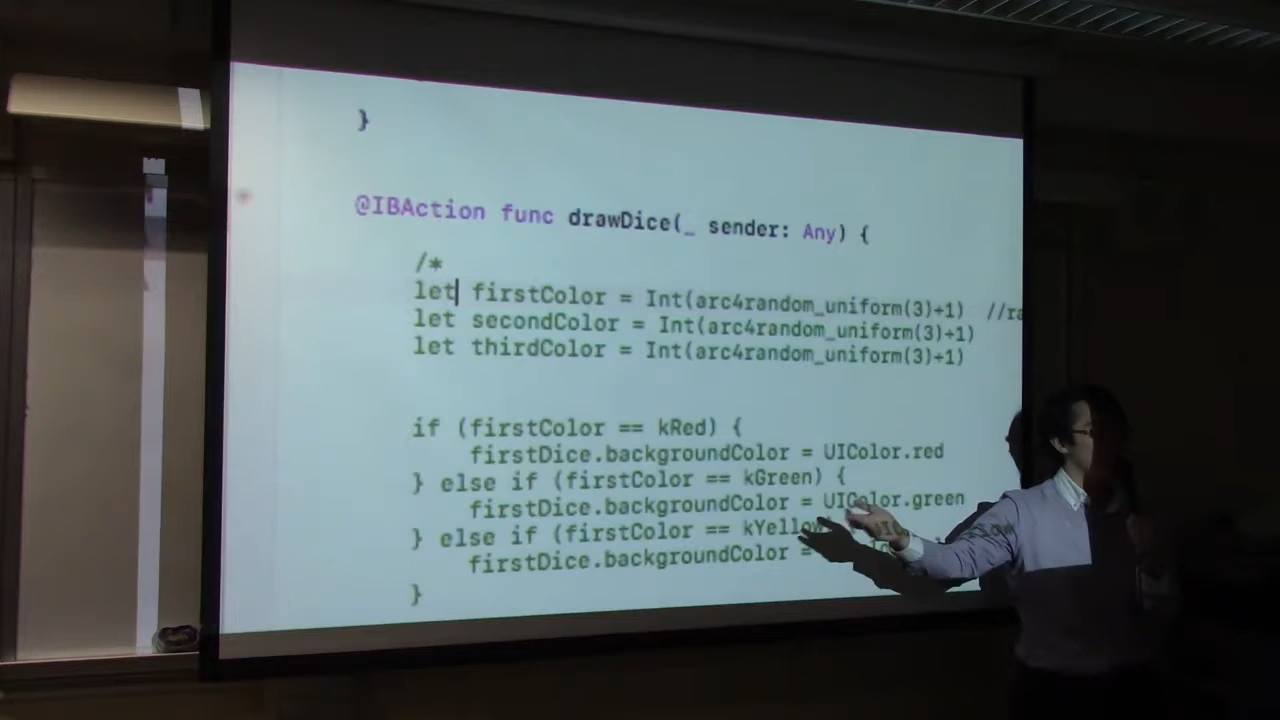 }
@IBAction func drawDice(_ sender: Any) {
/*
let firstColor = Int(arc4random_uniform(3)+1) //ra
let secondColor = Int(arc4random_uniform(3)+1)
let thirdColor = Int(arc4random_uniform(3)+1)
if (firstColor == kRed) {
firstDice.backgroundColor = UIColor.red
} else if (firstColor == kGreen) {
firstDice.backgroundColor = UIColor.green
} else if (firstColor == kYellow
firstDice.backgroundColor =
}